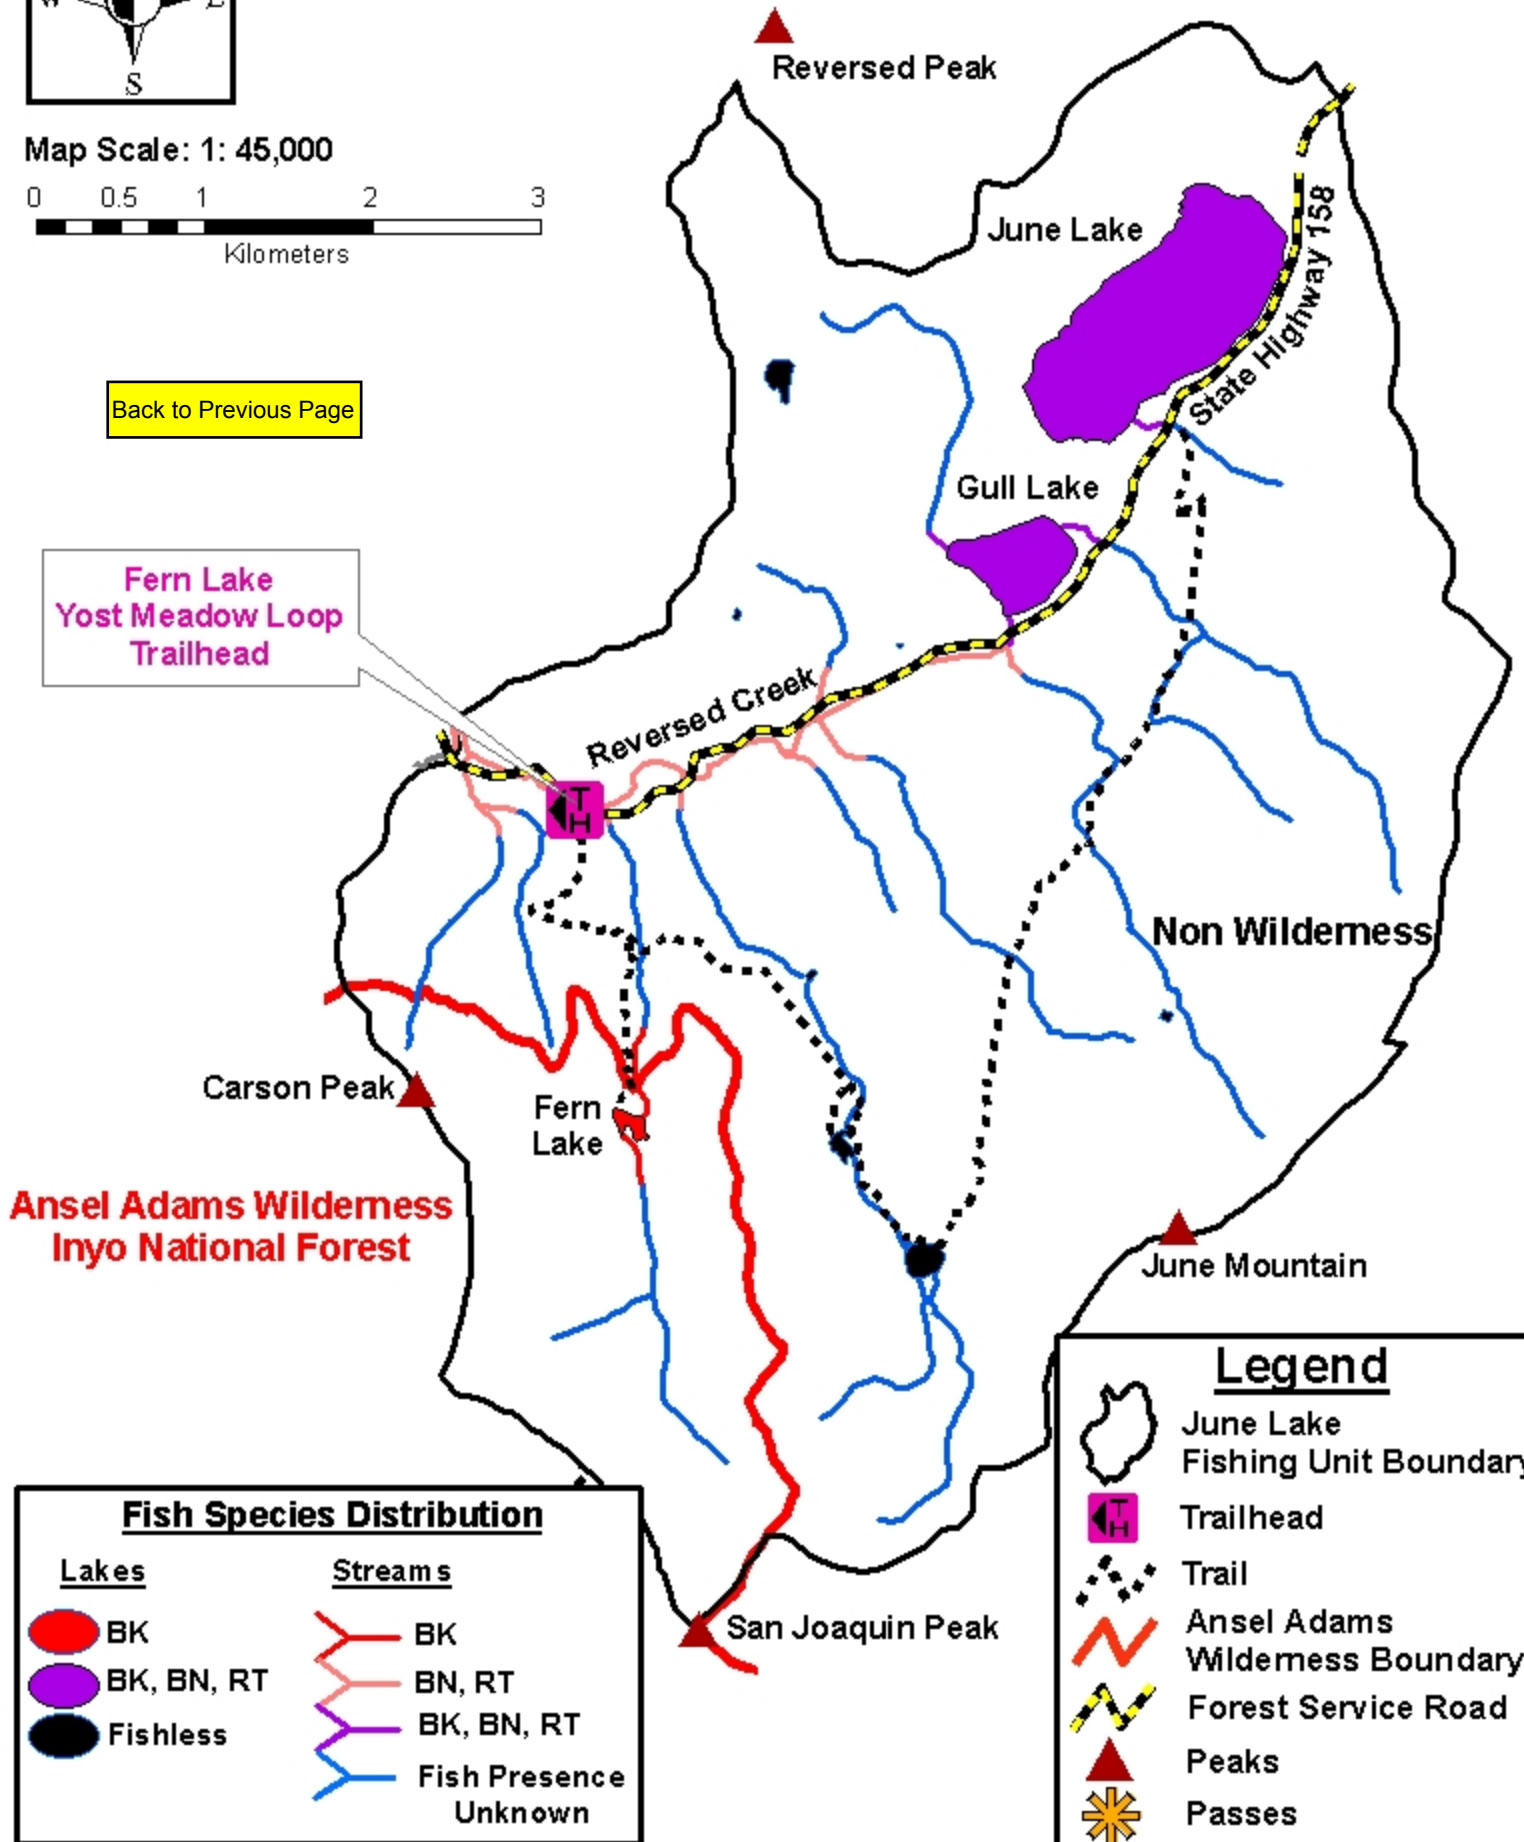 S
Map Scale: 1: 45,000
0 0.5 1 2 3
Kilometers
Back to Previous Page
Reversed Peak
June Lake
State Highway 158
Gull Lake
Fern Lake
Yost Meadow Loop
Trailhead
Reversed Creek
T
H
Non Wilderness
Carson Peak
Fern
Lake
Ansel Adams Wilderness
Inyo National Forest
June Mountain
San Joaquin Peak
Fish Species Distribution
Lakes
BK
BK, BN, RT
Fishless
Streams
BK
BN, RT
BK, BN, RT
Fish Presence
Unknown
Legend
June Lake
Fishing Unit Boundary
T
H
Trailhead
Trail
Ansel Adams
Wilderness Boundary
Forest Service Road
Peaks
Passes